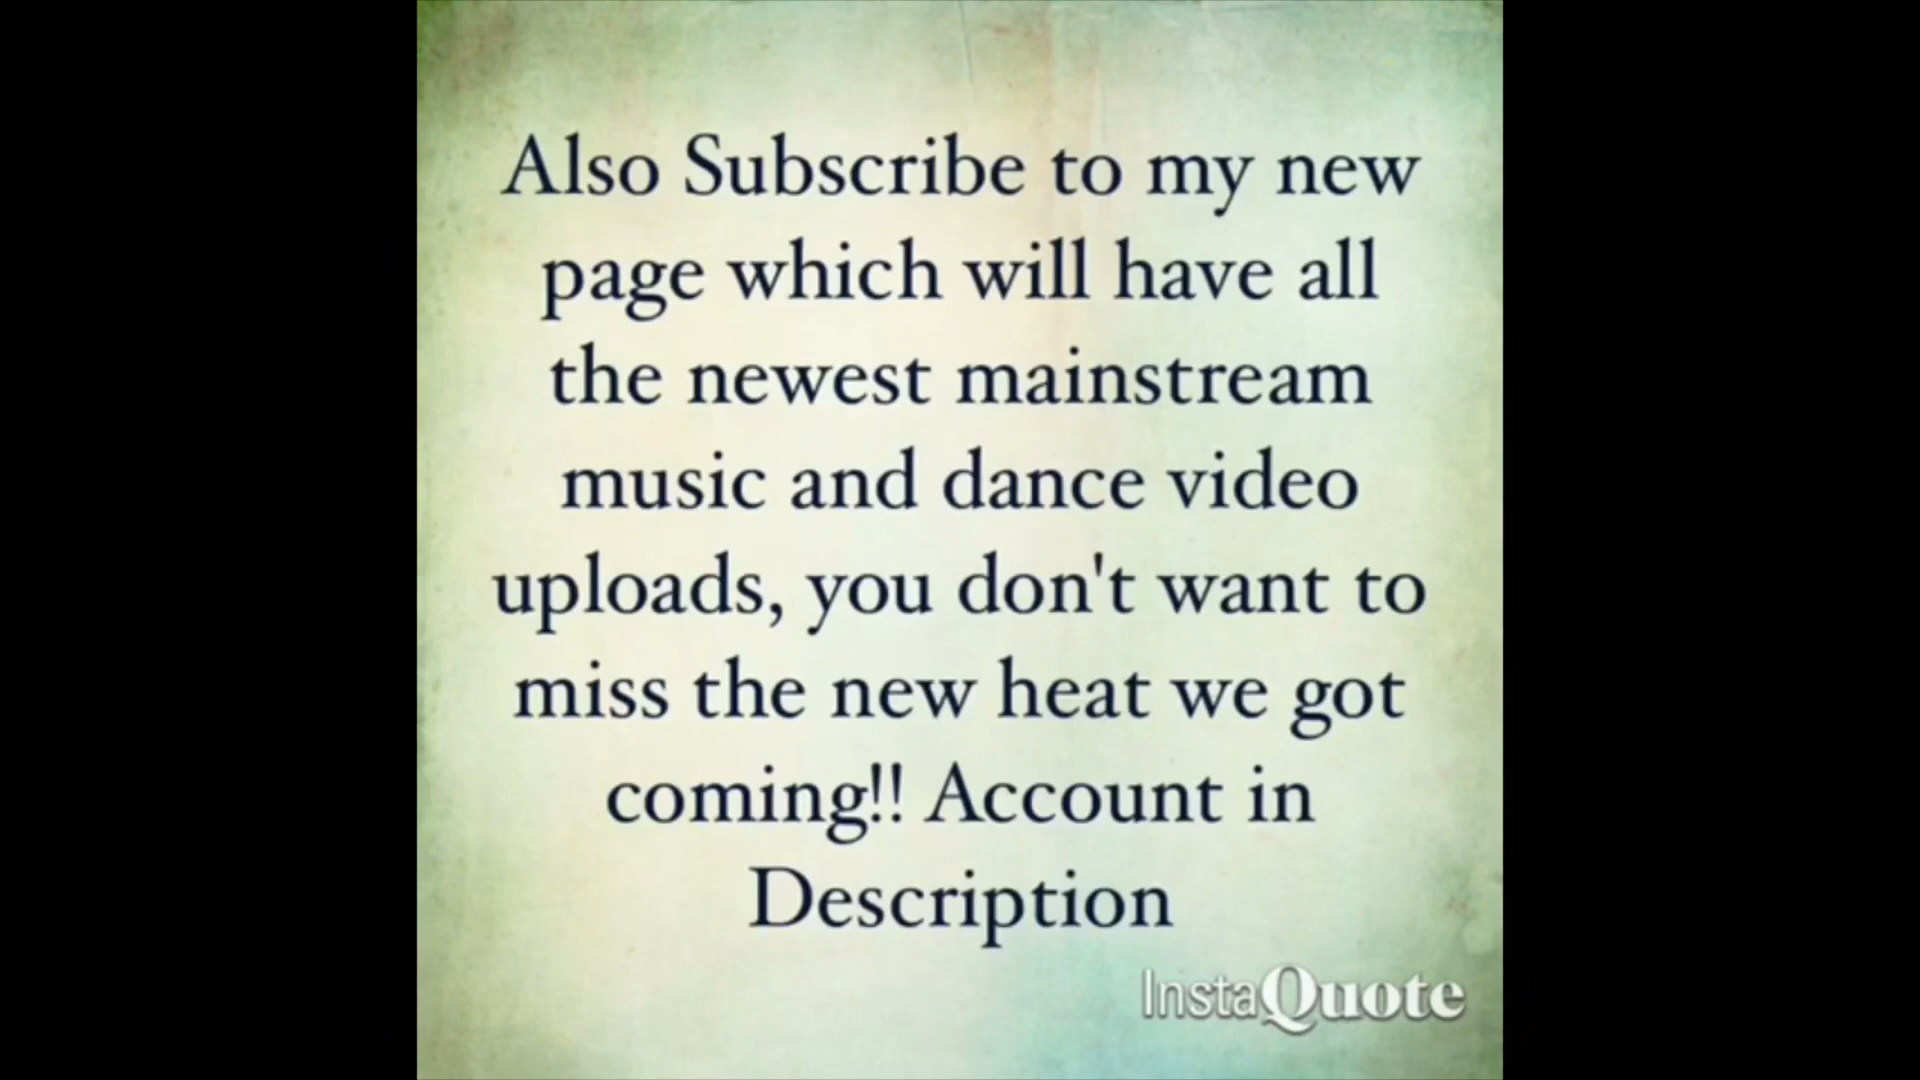 Also Subscribe to my new
page which will have all
the newest mainstream
music and dance video
uploads, you don't want to
miss the new heat we got
coming!! Account in
Description
InstaQuote